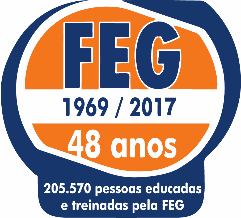 FEG
1969 / 2017
48 anos
205.570 pessoas educadas
e treinadas pela FEG